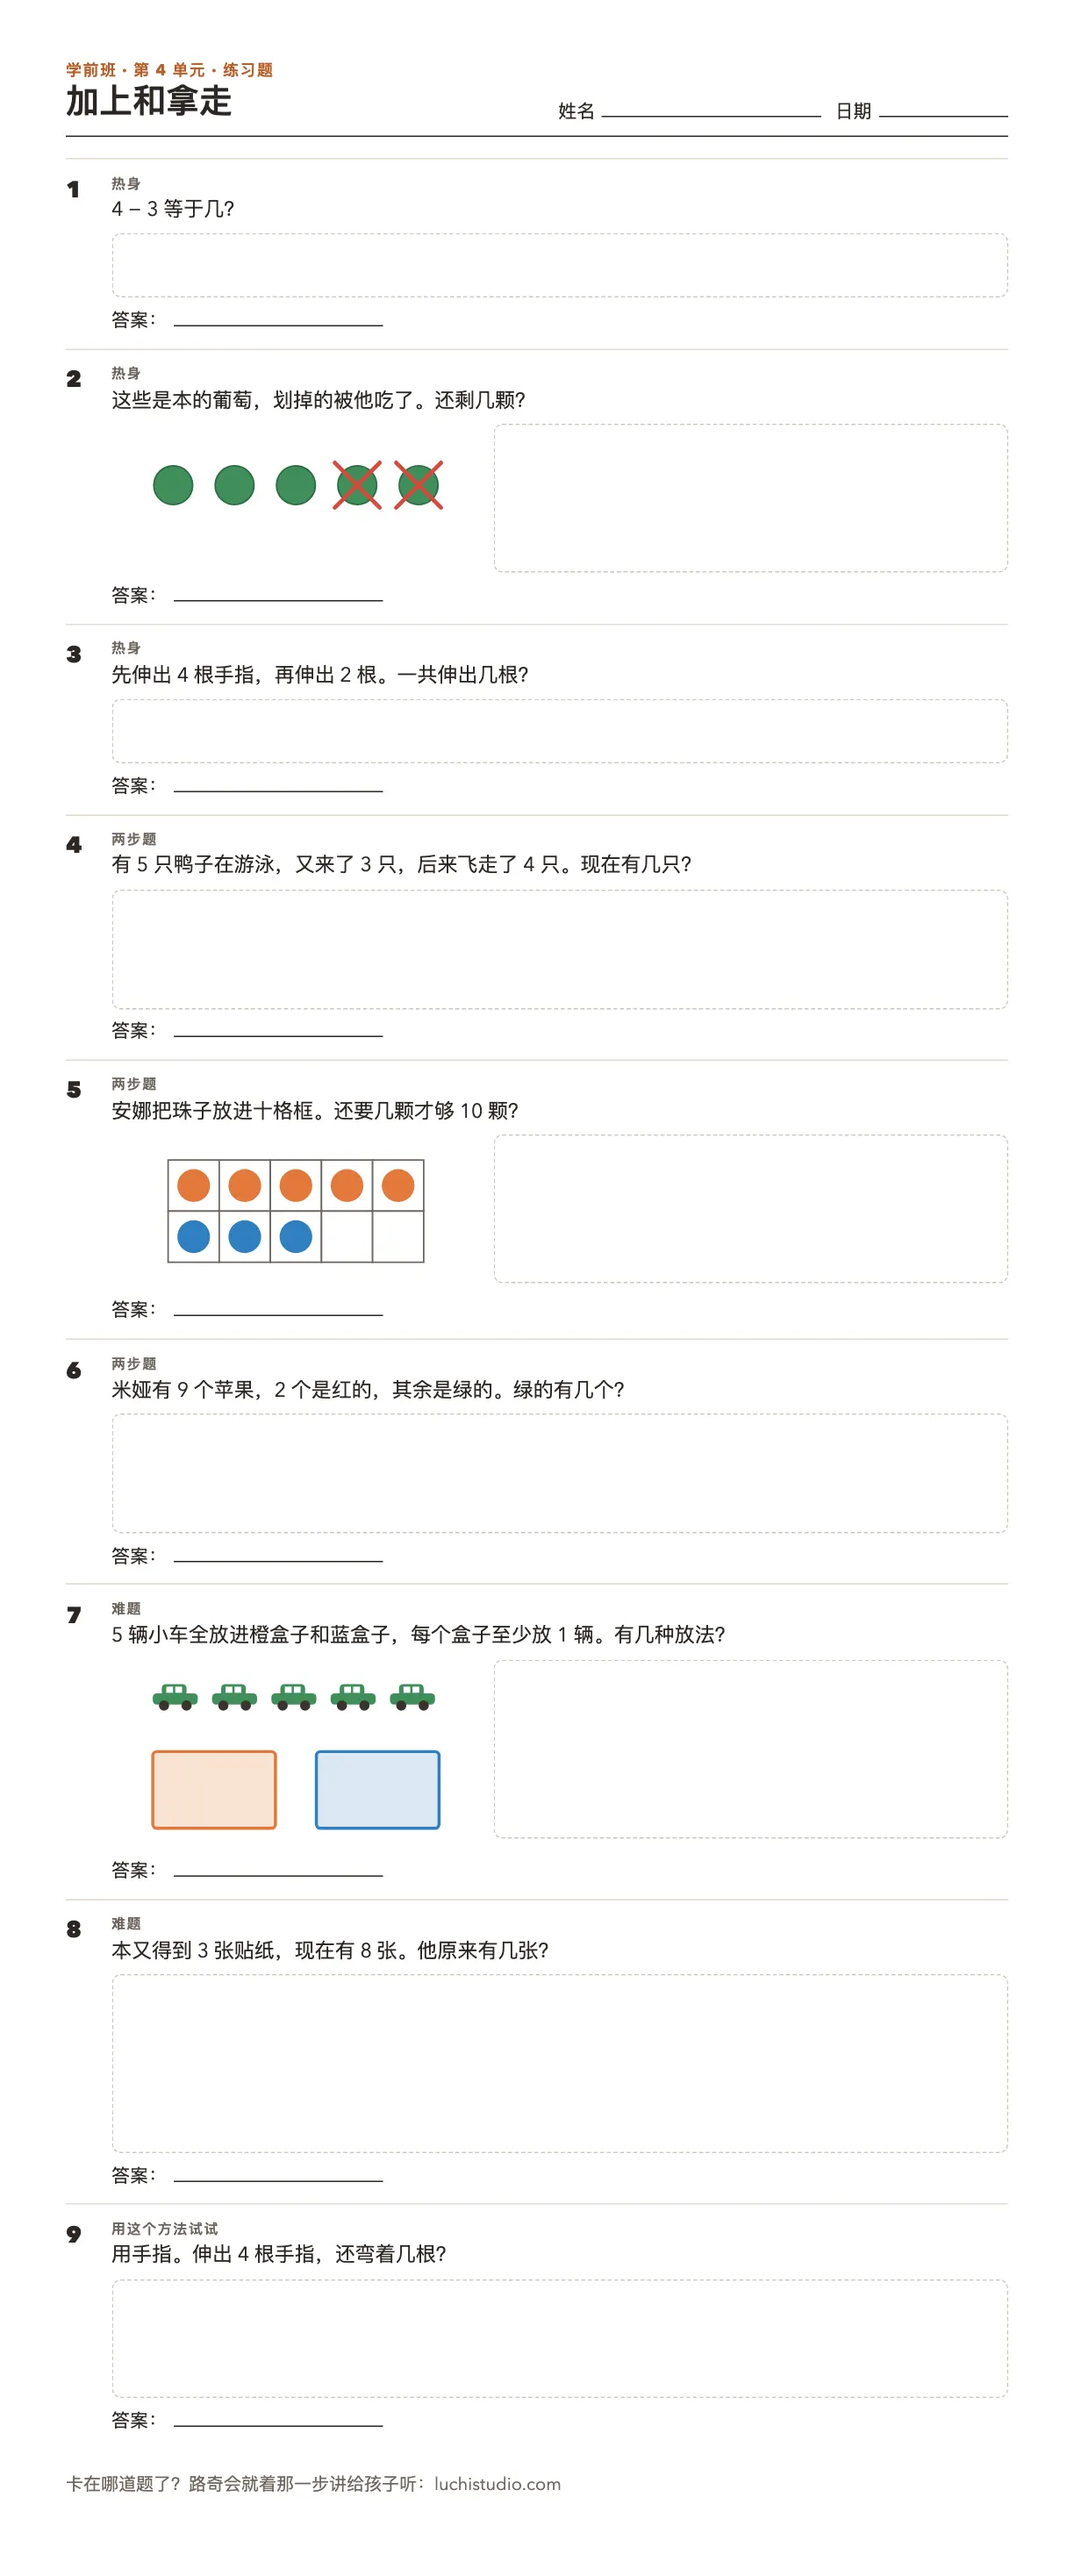 学前班 · 第 4 单元 · 练习题
加上和拿走
姓名 日期
1
热身
4 – 3 等于几?
答案：
2
热身
这些是本的葡萄，划掉的被他吃了。还剩几颗?
答案：
3
热身
先伸出 4 根手指，再伸出 2 根。一共伸出几根?
答案：
4
两步题
有 5 只鸭子在游泳，又来了 3 只，后来飞走了 4 只。现在有几只?
答案：
5
两步题
安娜把珠子放进十格框。还要几颗才够 10 颗?
答案：
6
两步题
米娅有 9 个苹果，2 个是红的，其余是绿的。绿的有几个?
答案：
7
难题
5 辆小车全放进橙盒子和蓝盒子，每个盒子至少放 1 辆。有几种放法?
答案：
8
难题
本又得到 3 张贴纸，现在有 8 张。他原来有几张?
答案：
9
用这个方法试试
用手指。伸出 4 根手指，还弯着几根?
答案：
卡在哪道题了？路奇会就着那一步讲给孩子听：luchistudio.com